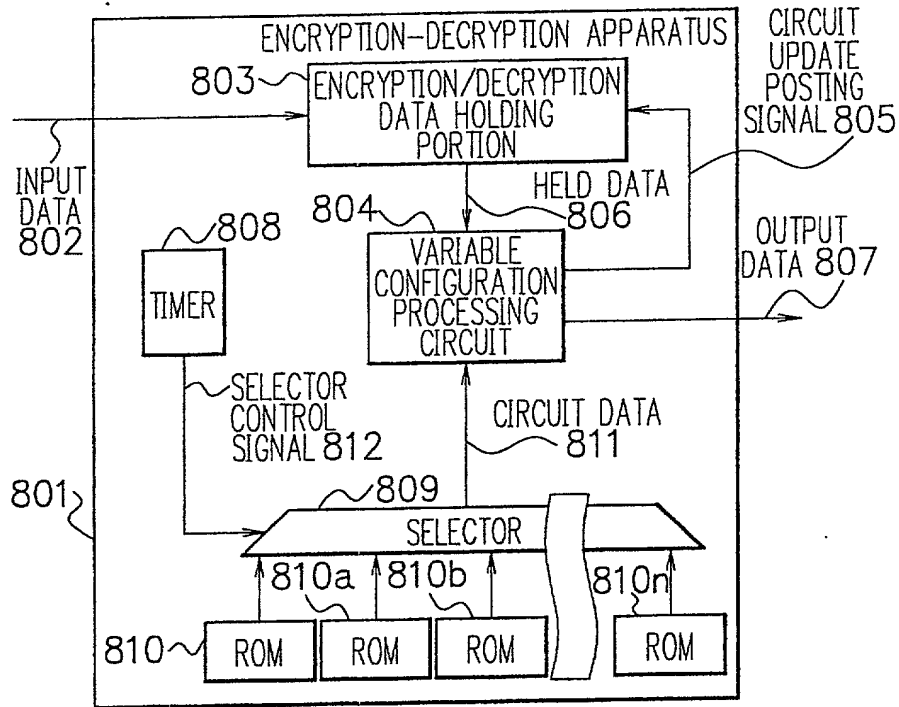 ENCRYPTION-DECRYPTION APPARATUS
803
ENCRYPTION/DECRYPTION
DATA HOLDING
PORTION
CIRCUIT
UPDATE
POSTING
SIGNAL 805
INPUT
DATA
802
HELD DATA
806
804
808
TIMER
VARIABLE
CONFIGURATION
PROCESSING
CIRCUIT
OUTPUT
DATA 807
SELECTOR
CONTROL
SIGNAL 812
CIRCUIT DATA
811
801
809
SELECTOR
810a
810b
810n
810
ROM
ROM
ROM
ROM